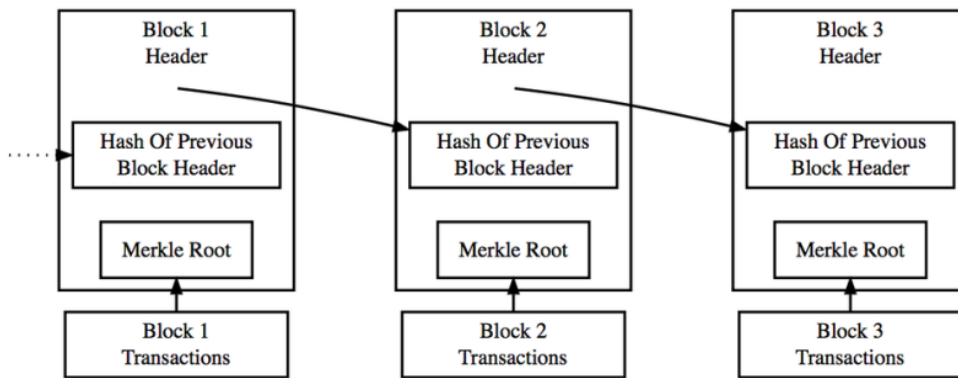 Block 1
Header
Hash Of Previous
Block Header
Merkle Root
Block 1
Transactions
Block 2
Header
Hash Of Previous
Block Header
Merkle Root
Block 2
Transactions
Block 3
Header
Hash Of Previous
Block Header
Merkle Root
Block 3
Transactions